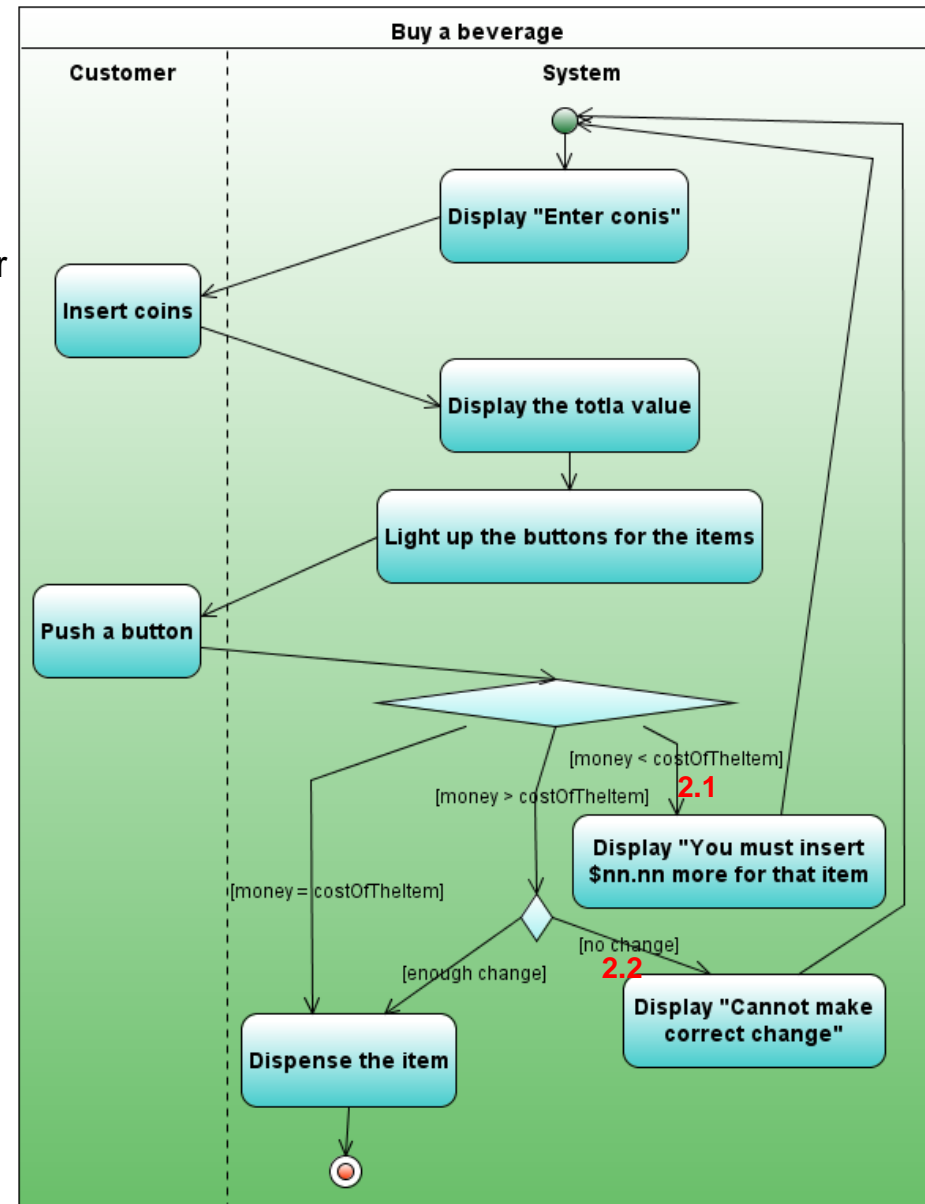 Buy a beverage
Customer
System
Display "Enter conis"
r
Insert coins
Display the totla value
Light up the buttons for the items
Push a button
[money < costOfTheItem]
2.1
[money > costOfTheItem]
Display "You must insert
$nn.nn more for that item
[money = costOfTheItem]
[no change]
2.2
[enough change]
Display "Cannot make
correct change"
Dispense the item